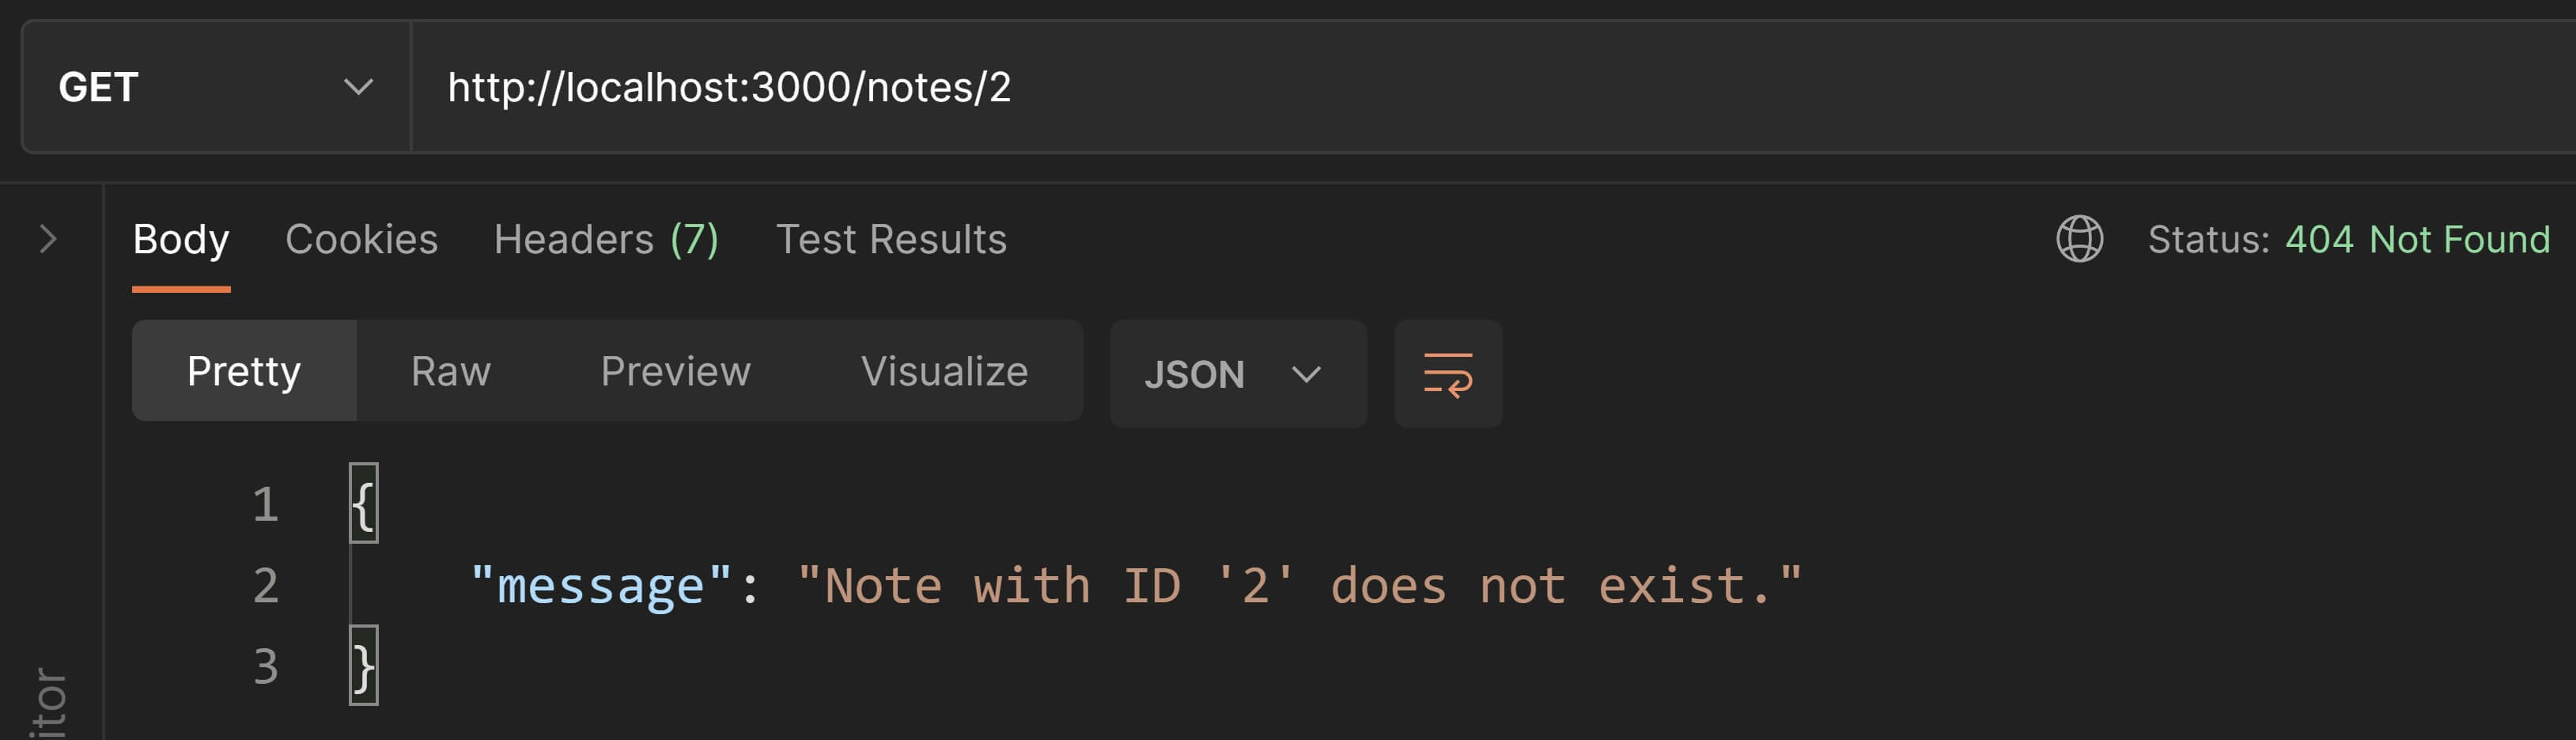 GET http://localhost:3000/notes/2
Body Cookies Headers (7) Test Results Status: 404 Not Found
Pretty Raw Preview Visualize JSON
1 {
2 "message": "Note with ID '2' does not exist."
3 }
itor